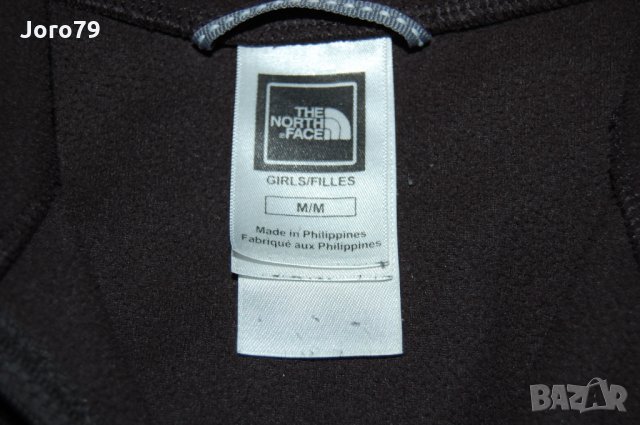 Joro79
THE
NORTH
FACE
GIRLS/FILLES
M/M
Made in Philippines
Fabriqué aux Philippines
BAZAR